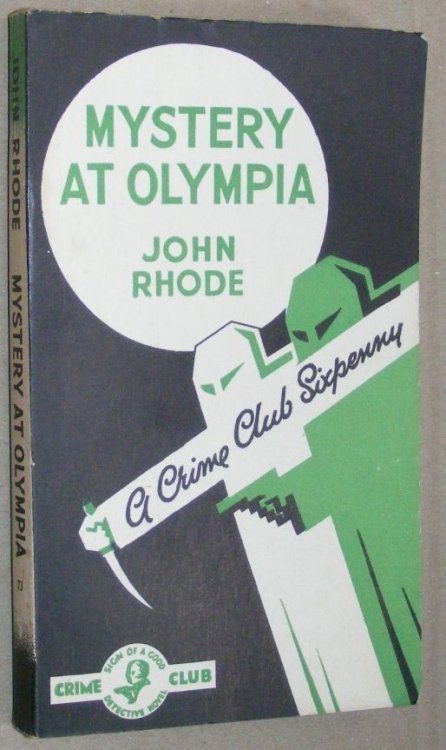 MYSTERY
AT OLYMPIA
JOHN
RHODE
A Crime Club Sixpenny
SIGN OF A GOOD
CRIME CLUB
DETECTIVE NOVEL
JOHN RHODE MYSTERY AT OLYMPIA